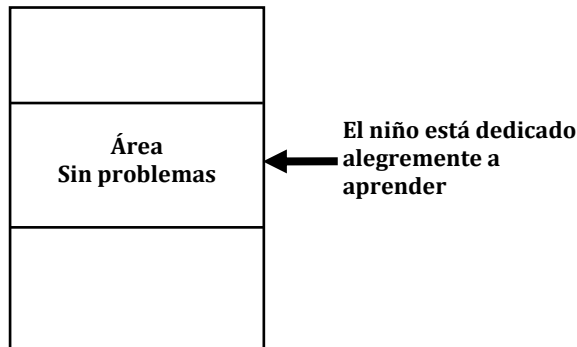 Área
Sin problemas
El niño está dedicado
alegremente a
aprender